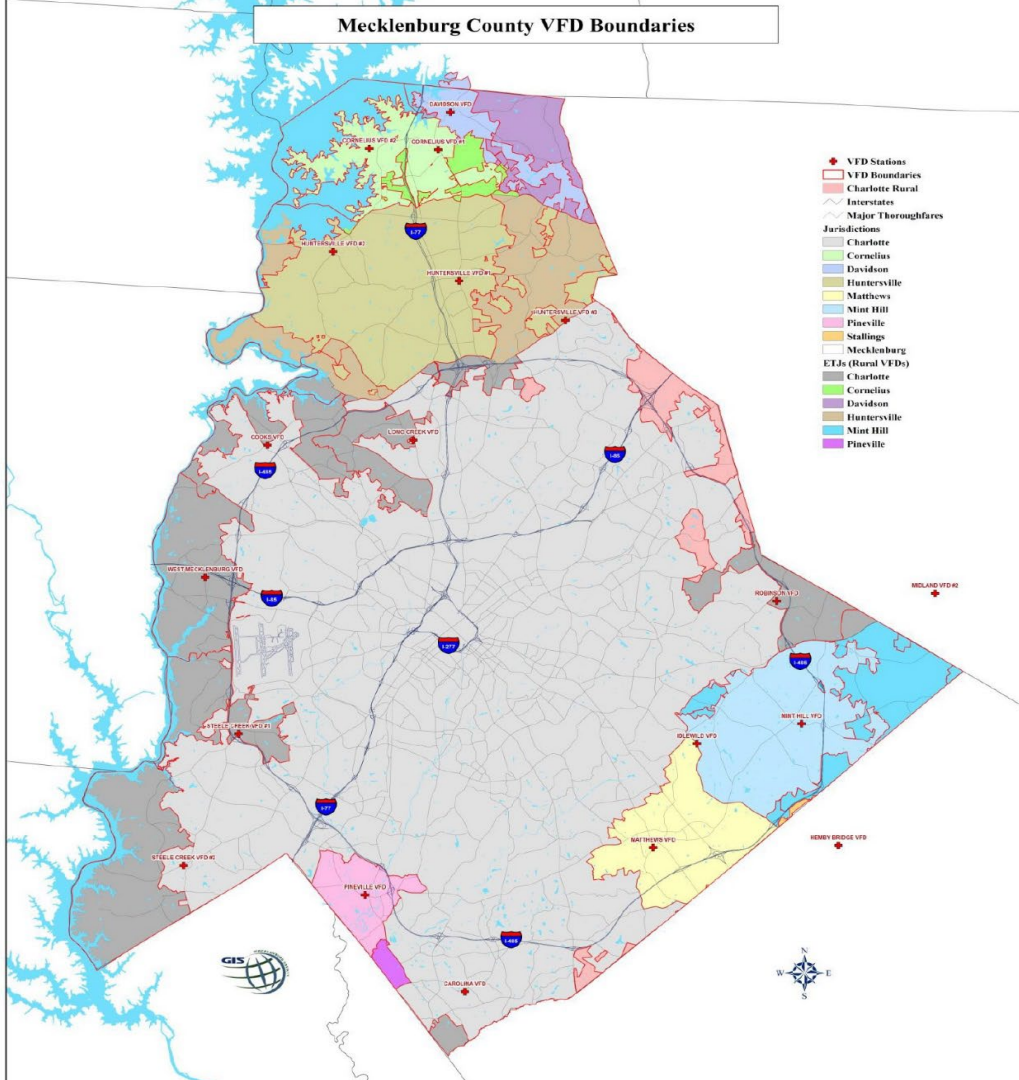 Mecklenburg County VFD Boundaries
DAVIDSON VFD
CORNELIUS VFD #2
CORNELIUS VFD #1
VFD Stations
VFD Boundaries
Charlotte Rural
Interstates
Major Thoroughfares
Jurisdictions
Charlotte
Cornelius
Davidson
Huntersville
Matthews
Mint Hill
Pineville
Stallings
Mecklenburg
ETJs (Rural VFDs)
Charlotte
Cornelius
Davidson
Huntersville
Mint Hill
Pineville
I-77
HUNTERSVILLE VFD #2
HUNTERSVILLE VFD #1
HUNTERSVILLE VFD #3
COOKS VFD
LONG CREEK VFD
I-485
I-85
WEST MECKLENBURG VFD
I-85
ROBINSON VFD
MIDLAND VFD #2
I-277
I-485
MINT HILL VFD
STEELE CREEK VFD #1
IDLEWILD VFD
I-77
MATTHEWS VFD
HEMBY BRIDGE VFD
STEELE CREEK VFD #2
PINEVILLE VFD
I-485
GIS
N
W
E
S
CAROLINA VFD